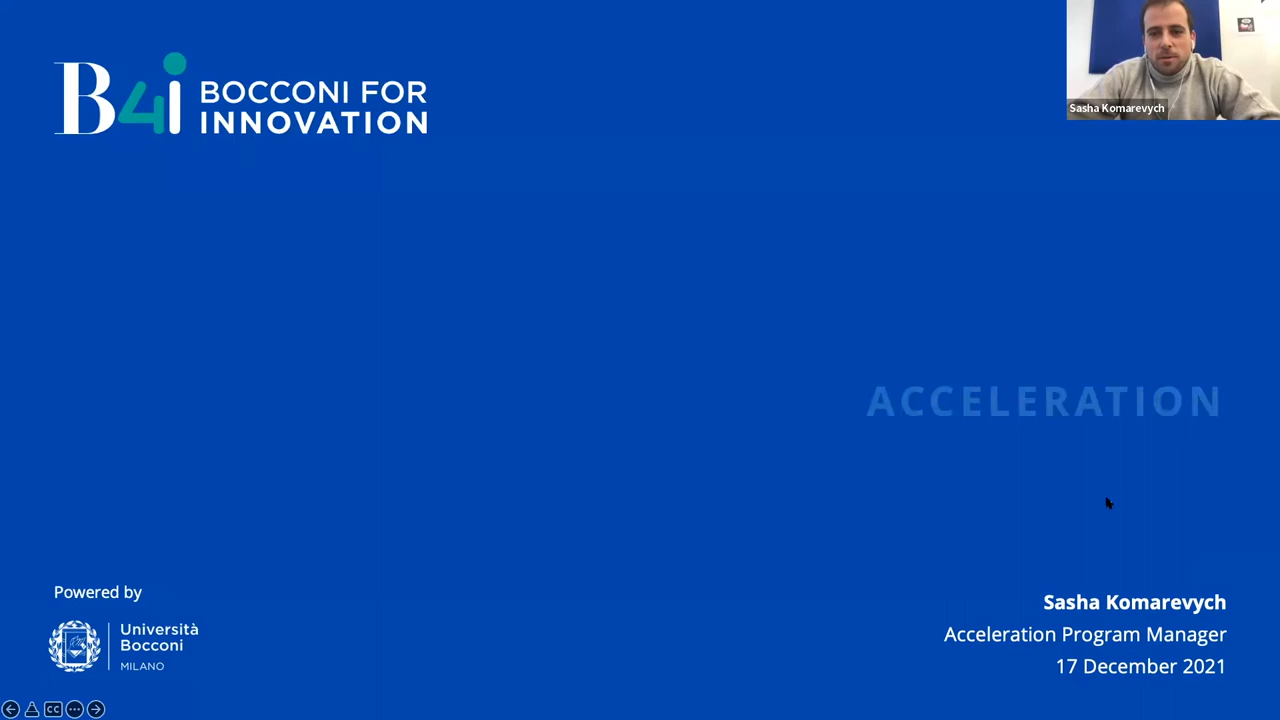 B4i BOCCONI FOR
INNOVATION
Sasha Komarevych
ACCELERATION
Powered by
Università
Bocconi
MILANO
Sasha Komarevych
Acceleration Program Manager
17 December 2021
CC